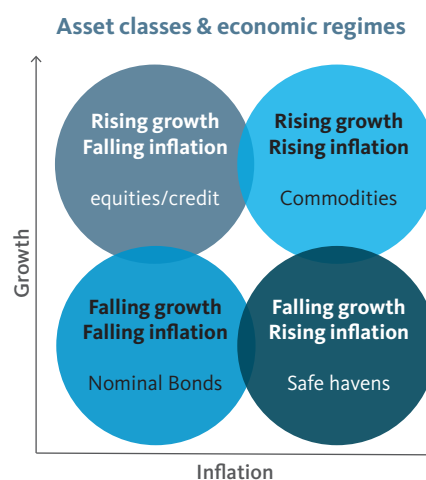 Asset classes & economic regimes
Growth
Rising growth
Falling inflation
equities/credit
Rising growth
Rising inflation
Commodities
Falling growth
Falling inflation
Nominal Bonds
Falling growth
Rising inflation
Safe havens
Inflation